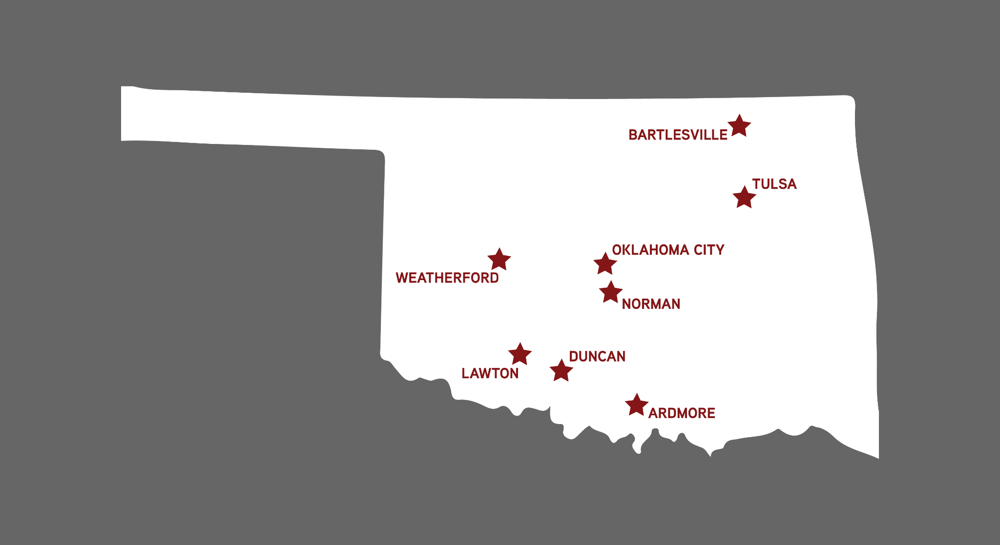 BARTLESVILLE
TULSA
OKLAHOMA CITY
WEATHERFORD
NORMAN
DUNCAN
LAWTON
ARDMORE